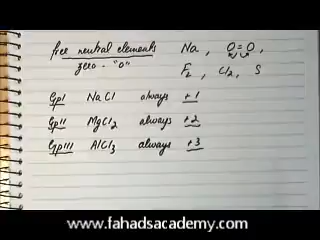 free neutral elements Na, O=O,
zero - "0" F2, Cl2, S
Gp I NaCl always +1
Gp II MgCl2 always +2
Gp III AlCl3 always +3
www.fahadsacademy.com